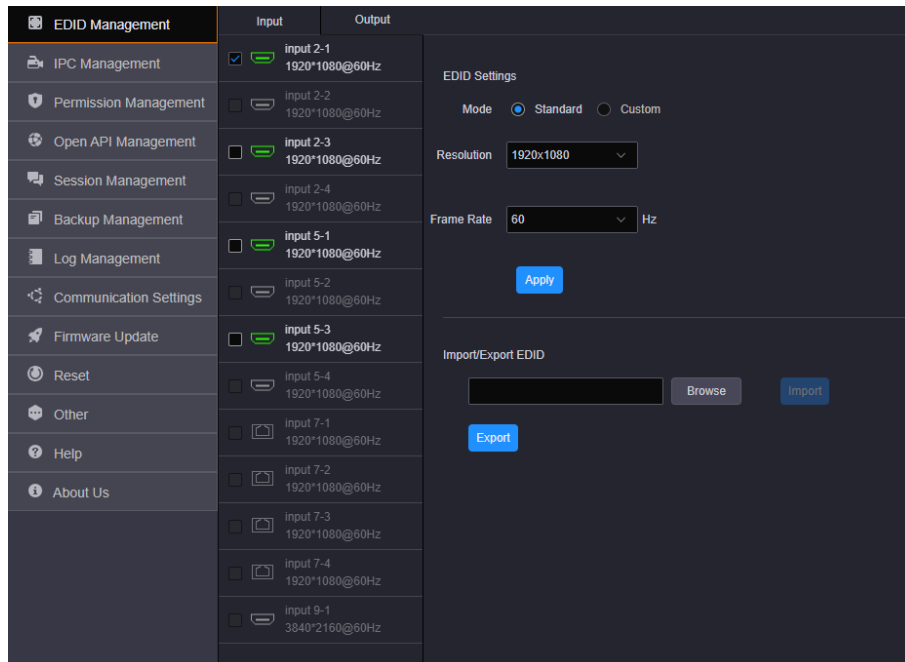 EDID Management
IPC Management
Permission Management
Open API Management
Session Management
Backup Management
Log Management
Communication Settings
Firmware Update
Reset
Other
Help
About Us
Input Output
input 2-1
1920*1080@60Hz
input 2-2
1920*1080@60Hz
input 2-3
1920*1080@60Hz
input 2-4
1920*1080@60Hz
input 5-1
1920*1080@60Hz
input 5-2
1920*1080@60Hz
input 5-3
1920*1080@60Hz
input 5-4
1920*1080@60Hz
input 7-1
1920*1080@60Hz
input 7-2
1920*1080@60Hz
input 7-3
1920*1080@60Hz
input 7-4
1920*1080@60Hz
input 9-1
3840*2160@60Hz
EDID Settings
Mode Standard Custom
Resolution 1920x1080
Frame Rate 60 Hz
Apply
Import/Export EDID
Browse Import
Export